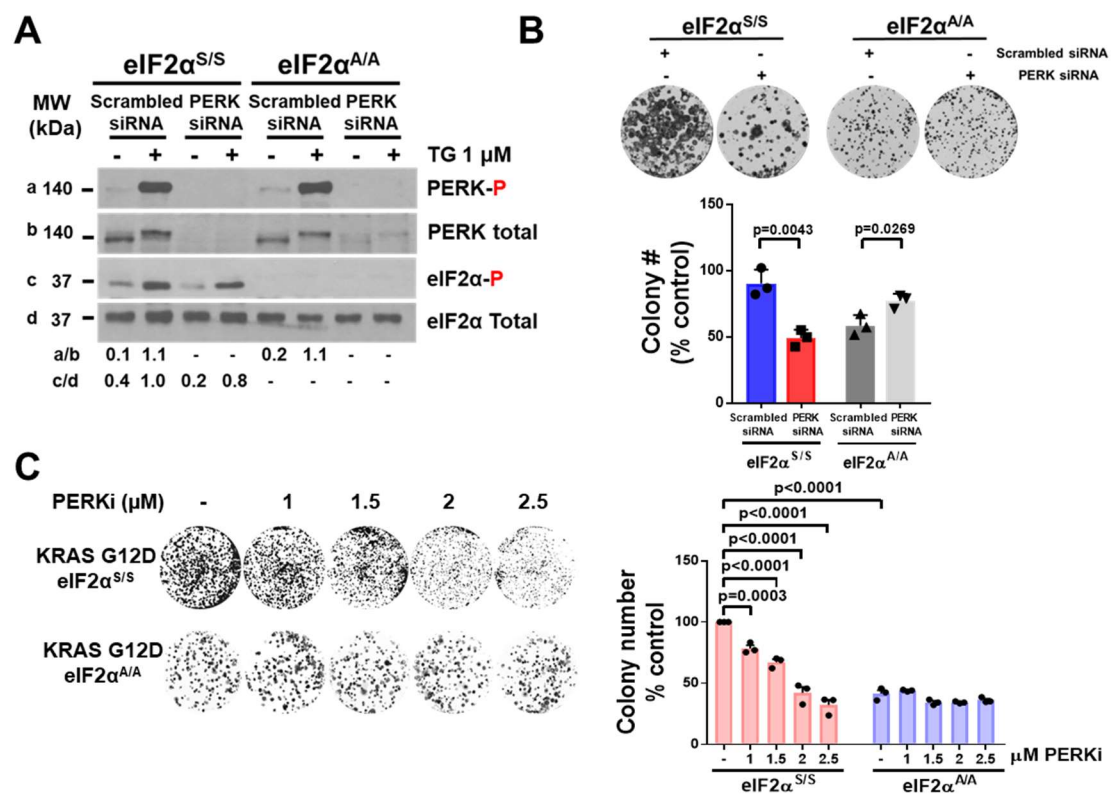 A
eIF2α^S/S eIF2α^A/A
MW (kDa)
Scrambled siRNA PERK siRNA Scrambled siRNA PERK siRNA
- + - + - + - + TG 1 µM
a 140 PERK-P
b 140 PERK total
c 37 eIF2α-P
d 37 eIF2α Total
a/b 0.1 1.1 - - 0.2 1.1 - -
c/d 0.4 1.0 0.2 0.8 - - - -
B
eIF2α^S/S eIF2α^A/A
+ - + - Scrambled siRNA
- + - + PERK siRNA
150
100
50
0
Colony #
(% control)
p=0.0043 p=0.0269
Scrambled siRNA PERK siRNA Scrambled siRNA PERK siRNA
eIF2α^S/S eIF2α^A/A
C
PERKi (µM) - 1 1.5 2 2.5
KRAS G12D
eIF2α^S/S
KRAS G12D
eIF2α^A/A
p<0.0001
p<0.0001
p<0.0001
p<0.0001
p=0.0003
150
100
50
0
Colony number
% control
- 1 1.5 2 2.5 - 1 1.5 2 2.5 µM PERKi
eIF2α^S/S eIF2α^A/A